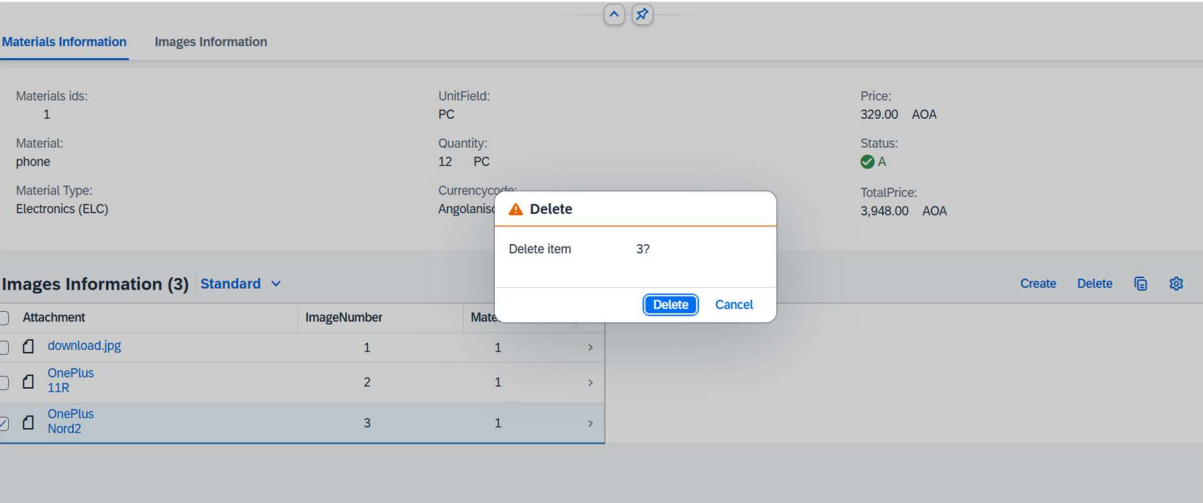 Materials Information Images Information
Materials ids:
1
Material:
phone
Material Type:
Electronics (ELC)
UnitField:
PC
Quantity:
12 PC
Currencycode:
Price:
329.00 AOA
Status:
A
TotalPrice:
3,948.00 AOA
Delete
Delete item 3?
Delete Cancel
Images Information (3) Standard
Create Delete
Attachment ImageNumber
download.jpg 1 1
OnePlus
11R 2 1
OnePlus
Nord2 3 1